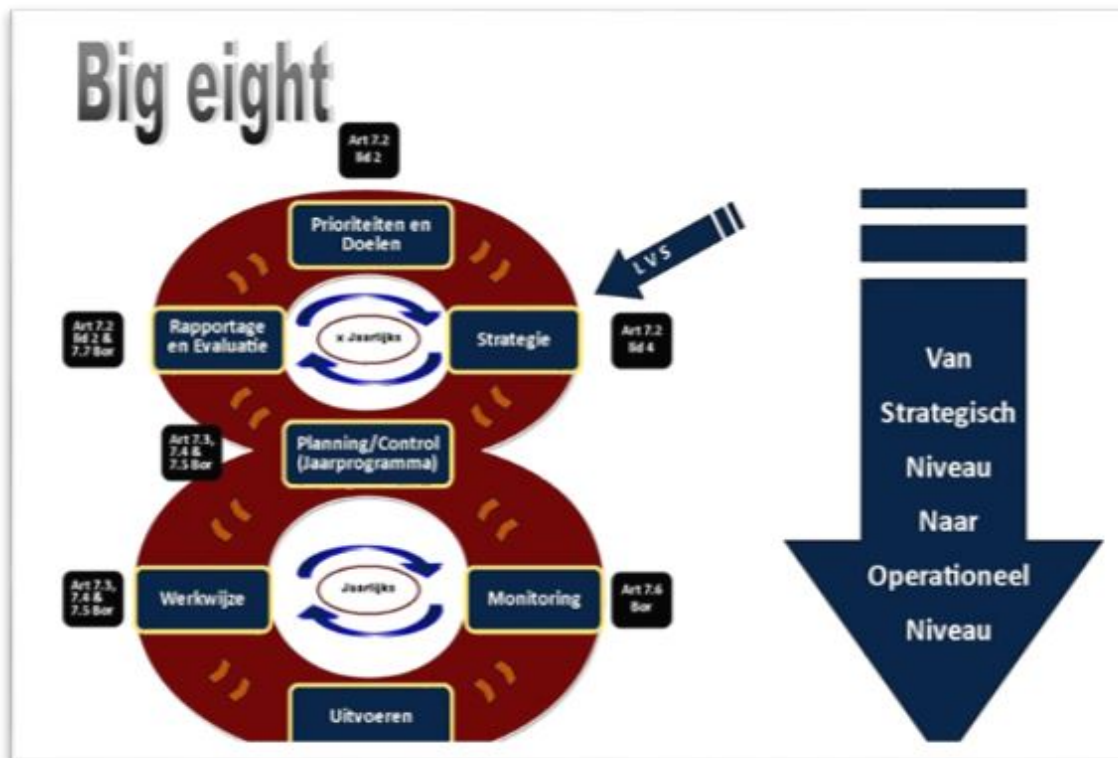 Big eight
Art 7.2
lid 2
Prioriteiten en
Doelen
L V S
Art 7.2
lid 2 &
7.7 Bor
Rapportage
en Evaluatie
x Jaarlijks
Strategie
Art 7.2
lid 4
Art 7.3,
7.4 &
7.5 Bor
Planning/Control
(Jaarprogramma)
Art 7.3,
7.4 &
7.5 Bor
Werkwijze
Jaarlijks
Monitoring
Art 7.6
Bor
Uitvoeren
Van
Strategisch
Niveau
Naar
Operationeel
Niveau